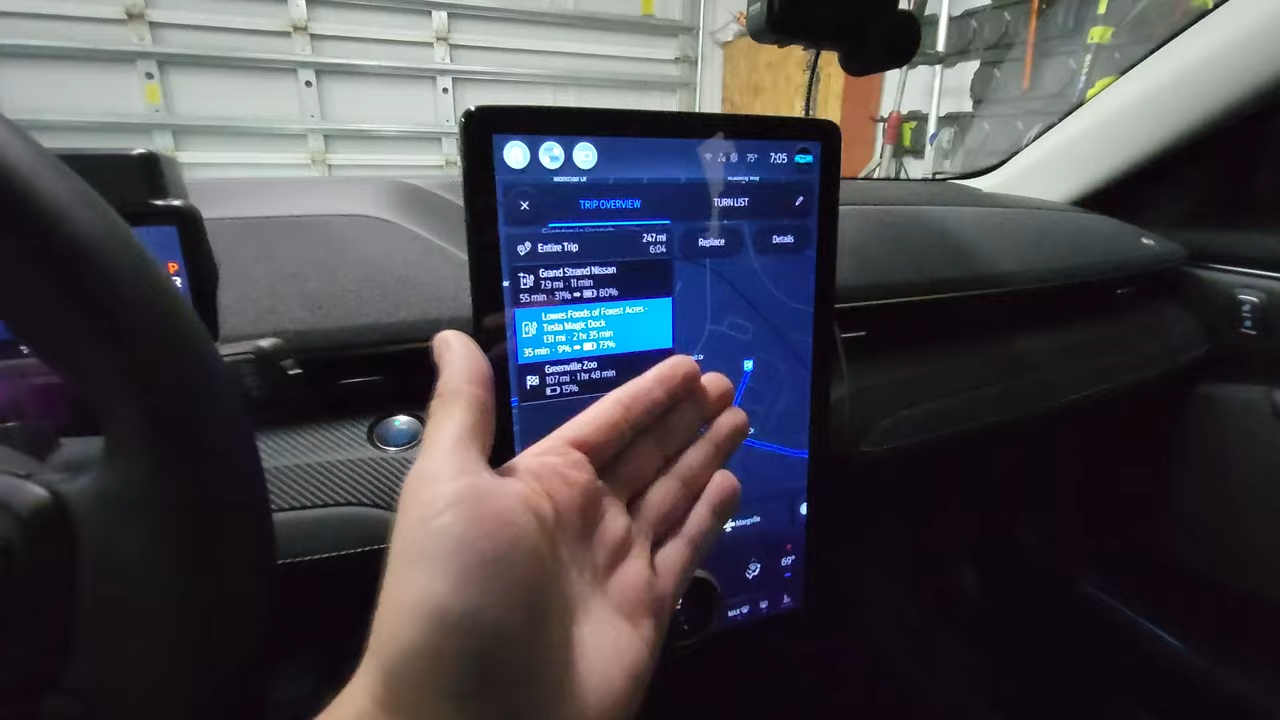 75° 7:05
TRIP OVERVIEW TURN LIST
Entire Trip 247 mi
6:04
Replace Details
Grand Strand Nissan
7.9 mi · 11 min
55 min · 31% 80%
Lowes Foods of Forest Acres -
Tesla Magic Dock
131 mi · 2 hr 35 min
35 min · 9% 73%
Greenville Zoo
107 mi · 1 hr 48 min
15%
P
R
Dr
Dr
69°
MAX